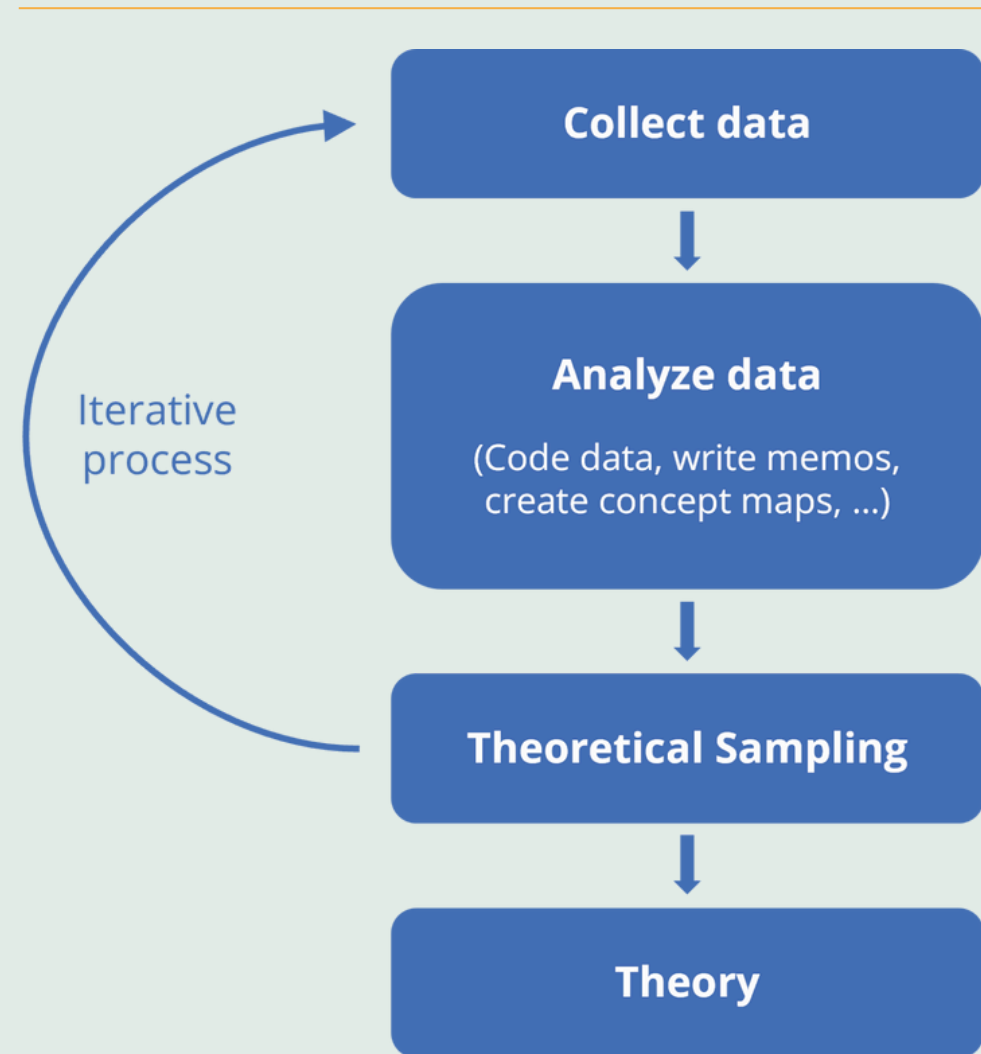 Collect data
Analyze data
(Code data, write memos,
create concept maps, ...)
Iterative
process
Theoretical Sampling
Theory